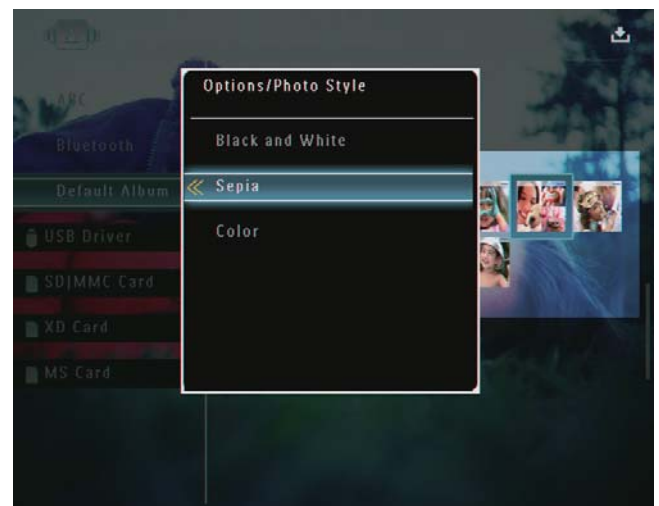 ABC
Bluetooth
Default Album
USB Driver
SD|MMC Card
XD Card
MS Card
Options/Photo Style
Black and White
Sepia
Color